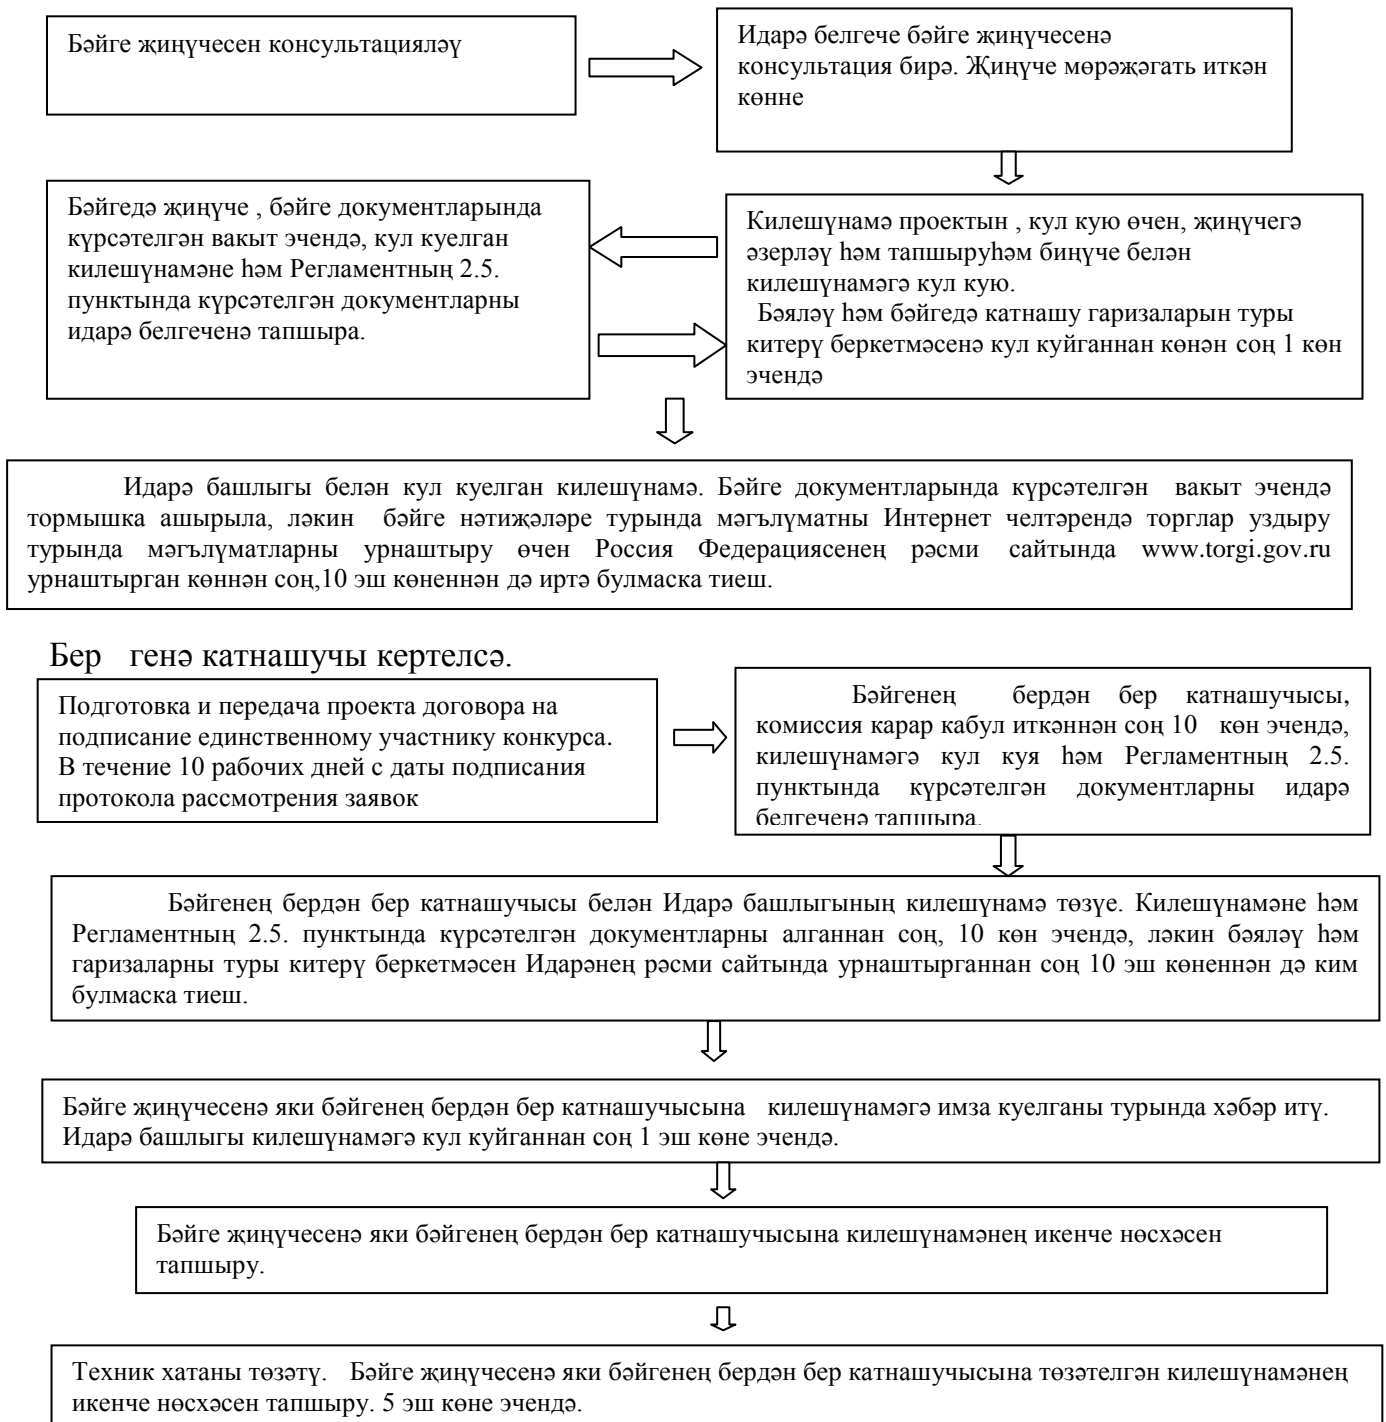 Бәйге җиңүчесен консультацияләү
Идарә белгече бәйге җиңүчесенә
консультация бирә. Җиңүче мөрәҗәгать иткән
көнне
Бәйгедә җиңүче , бәйге документларында
күрсәтелгән вакыт эчендә, кул куелган
килешүнамәне һәм Регламентның 2.5.
пунктында күрсәтелгән документларны
идарә белгеченә тапшыра.
Килешүнамә проектын , кул кую өчен, җиңүчегә
әзерләү һәм тапшыруһәм биңүче белән
килешүнамәгә кул кую.
Бәяләү һәм бәйгедә катнашу гаризаларын туры
китерү беркетмәсенә кул куйганнан көнән соң 1 көн
эчендә
Идарә башлыгы белән кул куелган килешүнамә. Бәйге документларында күрсәтелгән вакыт эчендә
тормышка ашырыла, ләкин бәйге нәтиҗәләре турында мәгълүматны Интернет челтәрендә торглар уздыру
турында мәгълүматларны урнаштыру өчен Россия Федерациясенең рәсми сайтында www.torgi.gov.ru
урнаштырган көннән соң,10 эш көненнән дә иртә булмаска тиеш.
Бер генә катнашучы кертелсә.
Подготовка и передача проекта договора на
подписание единственному участнику конкурса.
В течение 10 рабочих дней с даты подписания
протокола рассмотрения заявок
Бәйгенең бердән бер катнашучысы,
комиссия карар кабул иткәннән соң 10 көн эчендә,
килешүнамәгә кул куя һәм Регламентның 2.5.
пунктында күрсәтелгән документларны идарә
белгеченә тапшыра.
Бәйгенең бердән бер катнашучысы белән Идарә башлыгының килешүнамә төзүе. Килешүнамәне һәм
Регламентның 2.5. пунктында күрсәтелгән документларны алганнан соң, 10 көн эчендә, ләкин бәяләү һәм
гаризаларны туры китерү беркетмәсен Идарәнең рәсми сайтында урнаштырганнан соң 10 эш көненнән дә ким
булмаска тиеш.
Бәйге җиңүчесенә яки бәйгенең бердән бер катнашучысына килешүнамәгә имза куелганы турында хәбәр итү.
Идарә башлыгы килешүнамәгә кул куйганнан соң 1 эш көне эчендә.
Бәйге җиңүчесенә яки бәйгенең бердән бер катнашучысына килешүнамәнең икенче нөсхәсен
тапшыру.
Техник хатаны төзәтү. Бәйге җиңүчесенә яки бәйгенең бердән бер катнашучысына төзәтелгән килешүнамәнең
икенче нөсхәсен тапшыру. 5 эш көне эчендә.